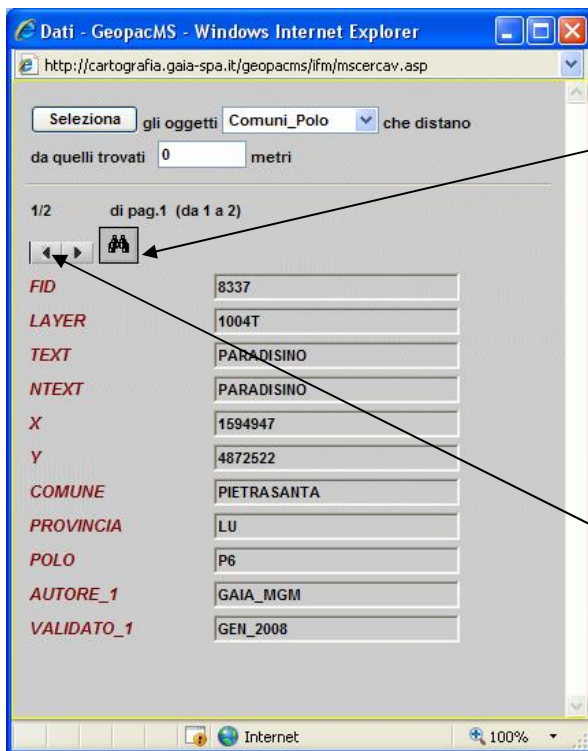 Dati - GeopacMS - Windows Internet Explorer
http://cartografia.gaia-spa.it/geopacms/ifm/mscercav.asp
Seleziona gli oggetti Comuni_Polo che distano
da quelli trovati 0 metri
1/2 di pag.1 (da 1 a 2)
FID 8337
LAYER 1004T
TEXT PARADISINO
NTEXT PARADISINO
X 1594947
Y 4872522
COMUNE PIETRASANTA
PROVINCIA LU
POLO P6
AUTORE_1 GAIA_MGM
VALIDATO_1 GEN_2008
Internet 100%